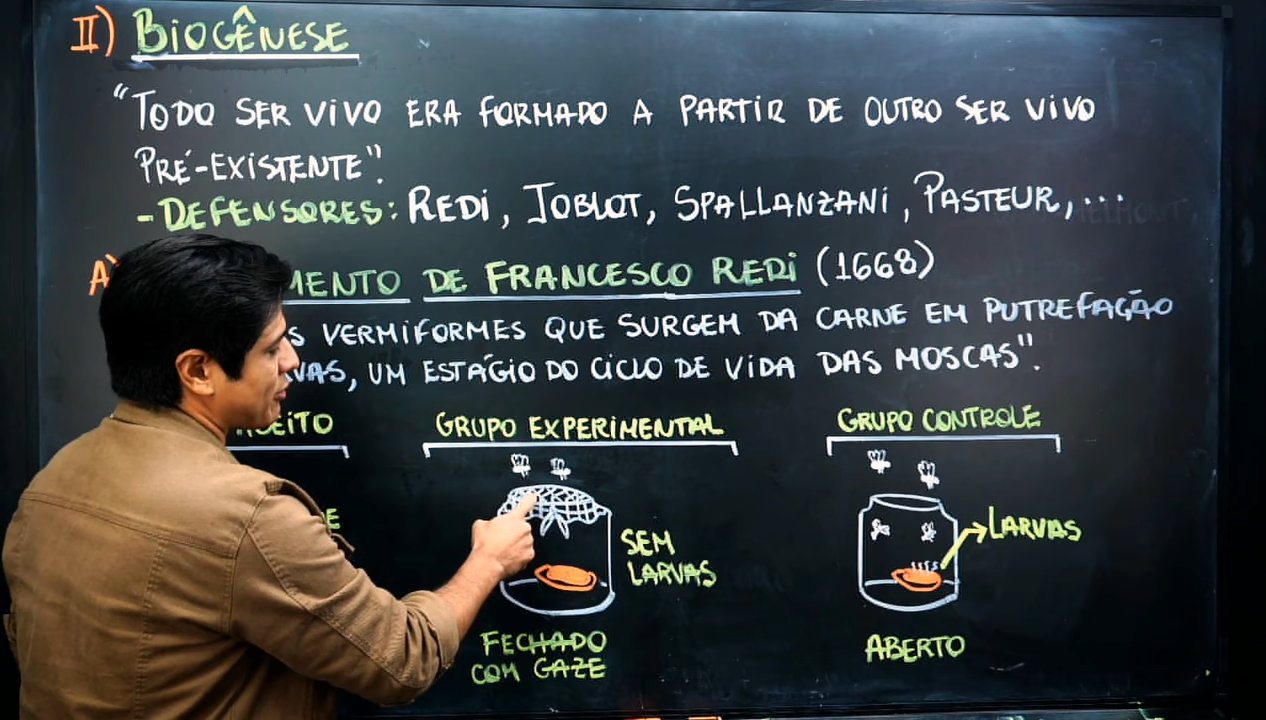 II) BIOGÊNESE
"TODO SER VIVO ERA FORMADO A PARTIR DE OUTRO SER VIVO
PRÉ-EXISTENTE".
- DEFENSORES: REDI, JOBLOT, SPALLANZANI, PASTEUR, ...
A) MENTO DE FRANCESCO REDI (1668)
S VERMIFORMES QUE SURGEM DA CARNE EM PUTREFAÇÃO
VAS, UM ESTÁGIO DO CICLO DE VIDA DAS MOSCAS".
EITO
GRUPO EXPERIMENTAL
GRUPO CONTROLE
E
SEM
LARVAS
LARVAS
FECHADO
COM GAZE
ABERTO